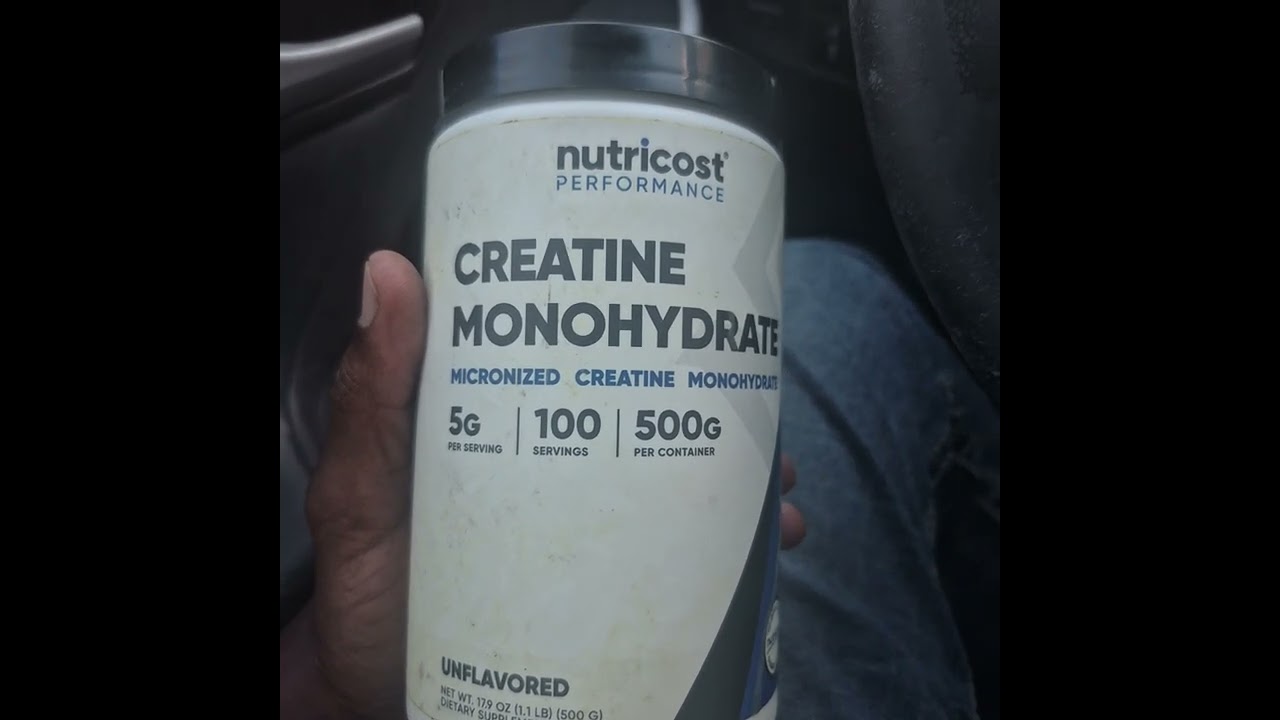 nutricost®
PERFORMANCE
CREATINE
MONOHYDRATE
MICRONIZED CREATINE MONOHYDRATE
5G
PER SERVING
100
SERVINGS
500G
PER CONTAINER
UNFLAVORED
NET WT. 17.9 OZ (1.1 LB) (500 G)
DIETARY